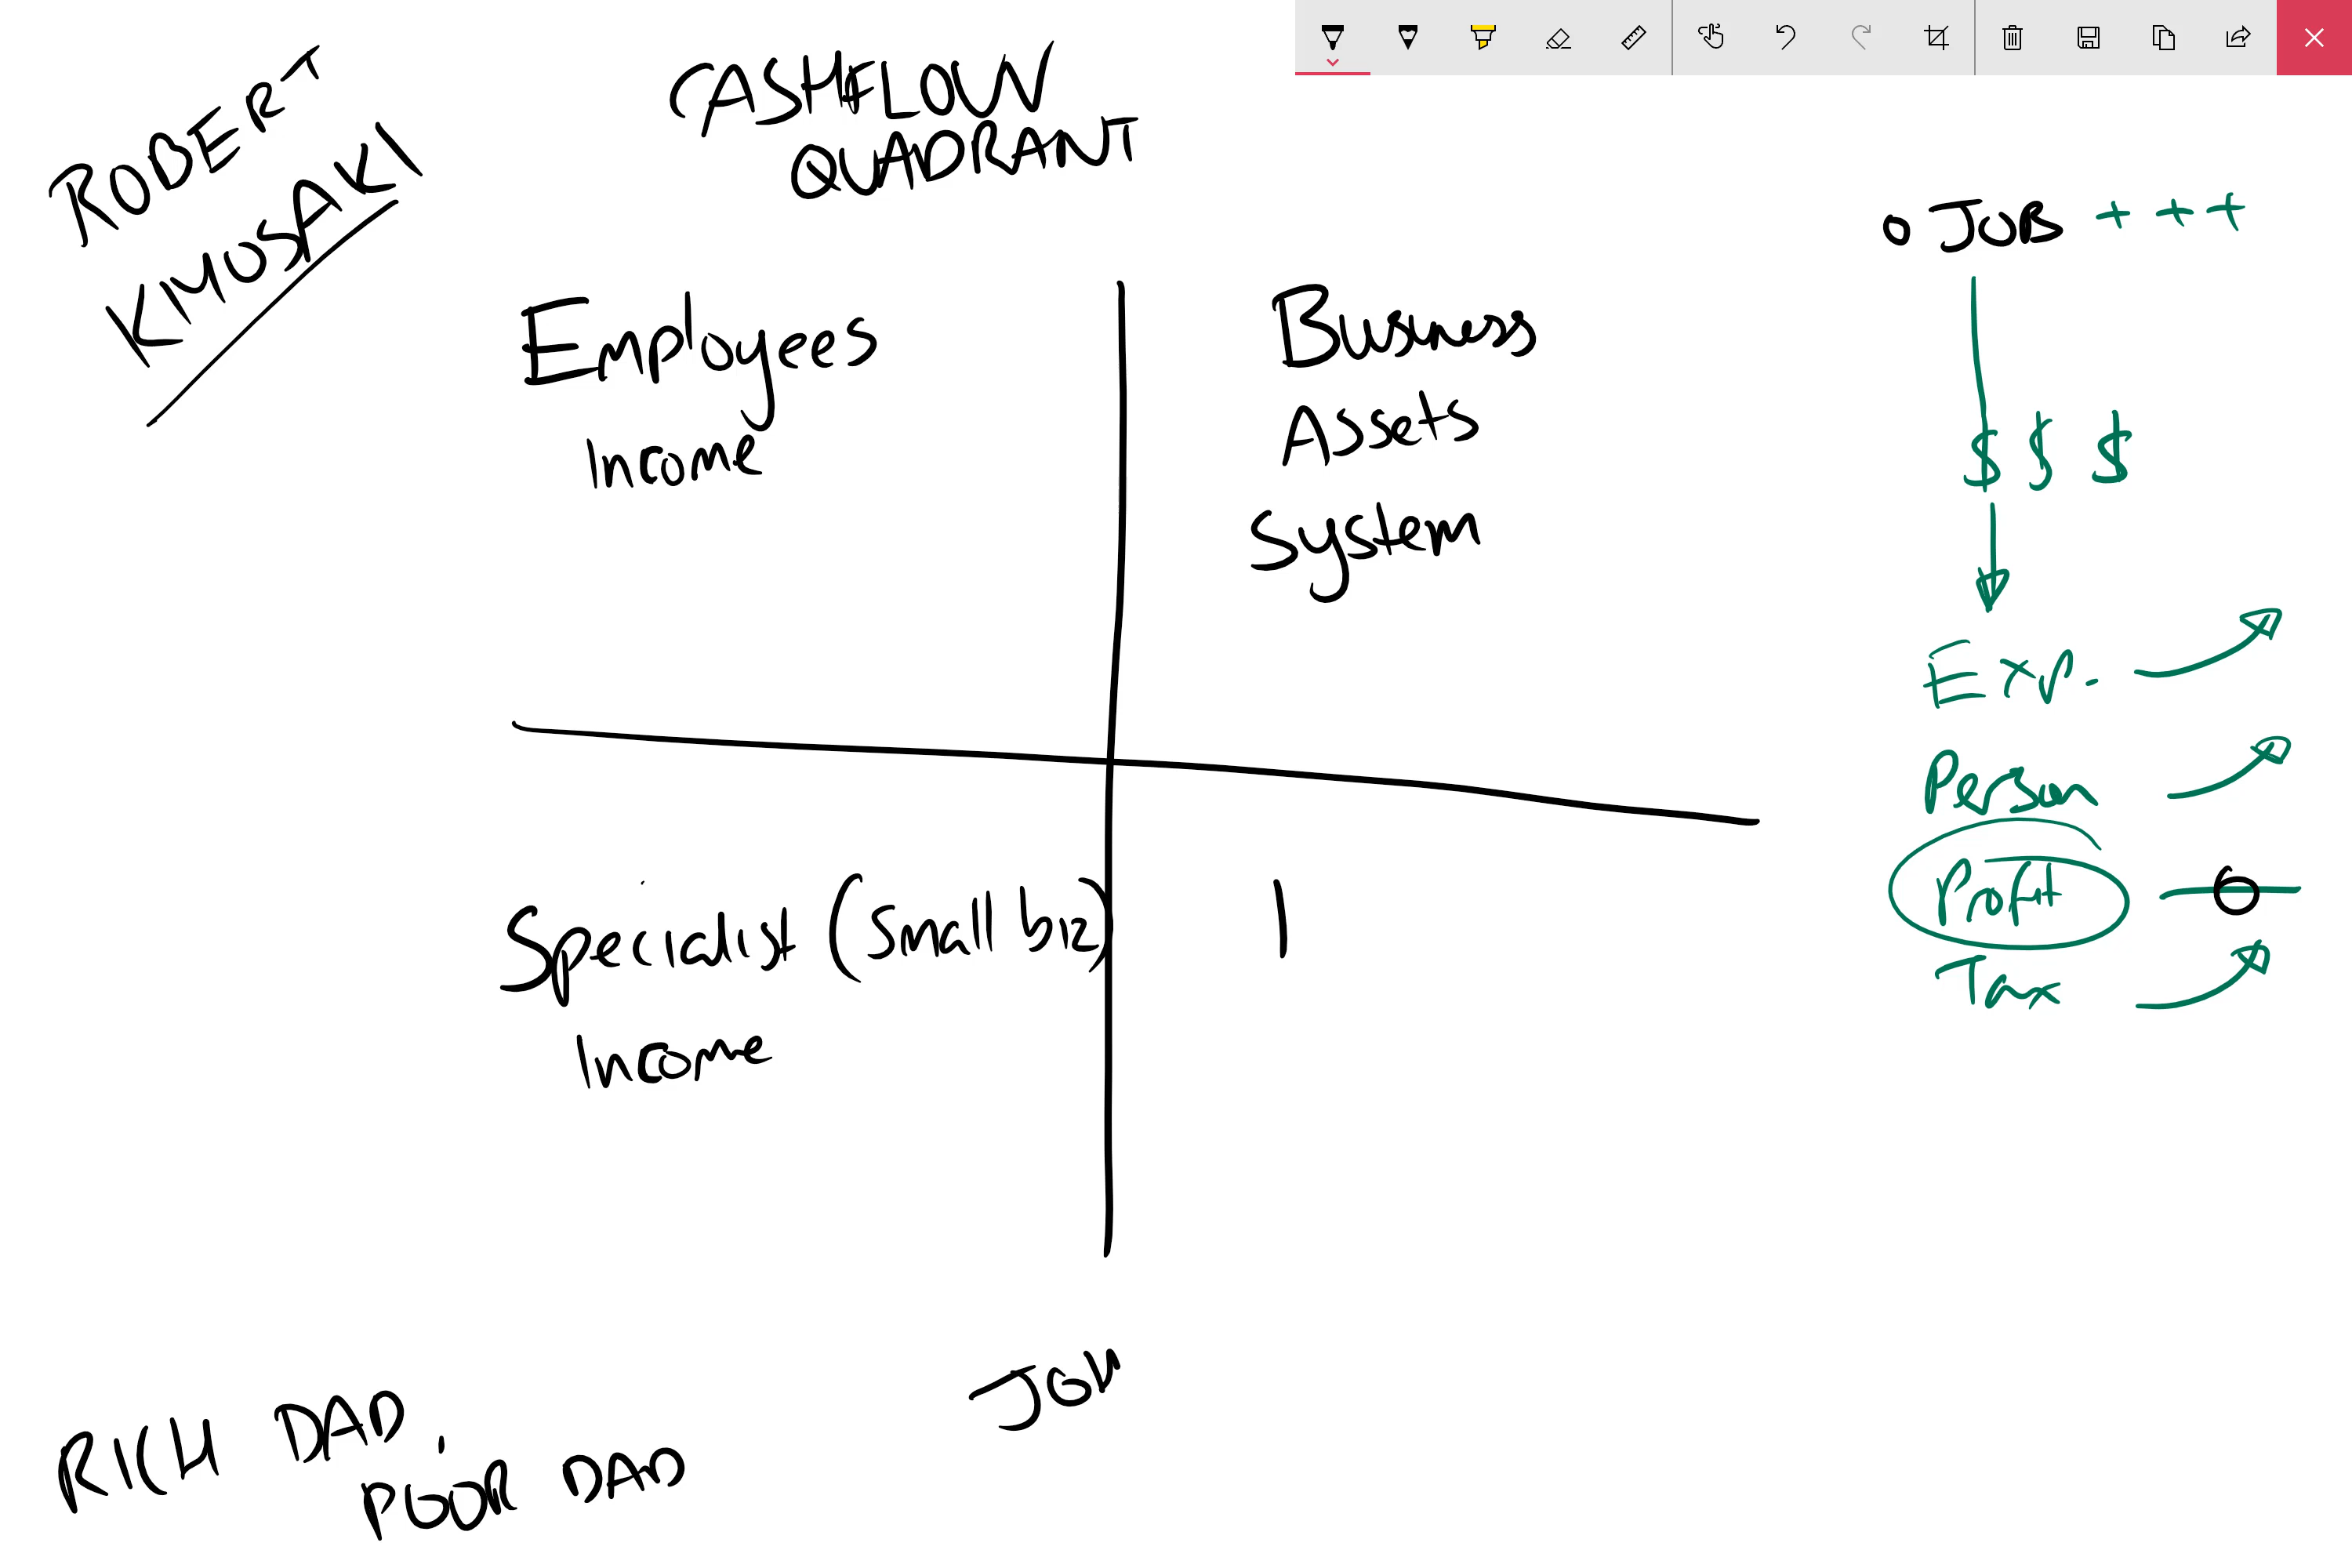 ROBERT
KIYOSAKI
CASHFLOW
QUADRANT
Employees
Income
Business
Assets
System
Specialist (Small biz)
Income
I
RICH DAD,
POOR DAD
JOB + + +
$ $ $
Exp.
Person
Profit
Tax